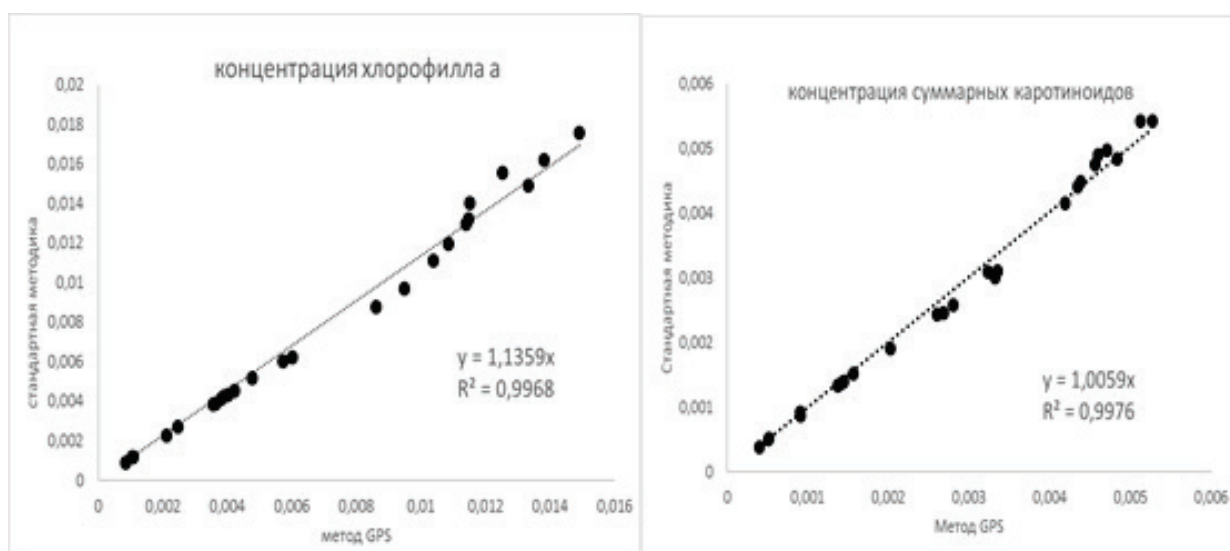 концентрация хлорофилла а
0,02
0,018
0,016
0,014
0,012
0,01
0,008
0,006
0,004
0,002
0
стандартная методика
y = 1,1359x
R² = 0,9968
0 0,002 0,004 0,006 0,008 0,01 0,012 0,014 0,016
метод GPS
концентрация суммарных каротиноидов
0,006
0,005
0,004
0,003
0,002
0,001
0
Стандартная методика
y = 1,0059x
R² = 0,9976
0 0,001 0,002 0,003 0,004 0,005 0,006
Метод GPS